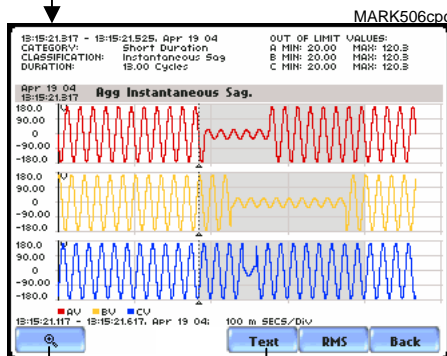 MARK506cpc
13:15:21.317 - 13:15:21.525, Apr 19 04 OUT OF LIMIT VALUES:
CATEGORY: Short Duration A MIN: 20.00 MAX: 120.3
CLASSIFICATION: Instantaneous Sag B MIN: 20.00 MAX: 120.3
DURATION: 13.00 Cycles C MIN: 20.00 MAX: 120.3
Apr 19 04
13:15:21.317 Agg Instantaneous Sag.
180.0
90.00
0
-90.00
-180.0
180.0
90.00
0
-90.00
-180.0
180.0
90.00
0
-90.00
-180.0
AV BV CV
13:15:21.117 - 13:15:21.617, Apr 19 04; 100 m SECS/Div
Text RMS Back